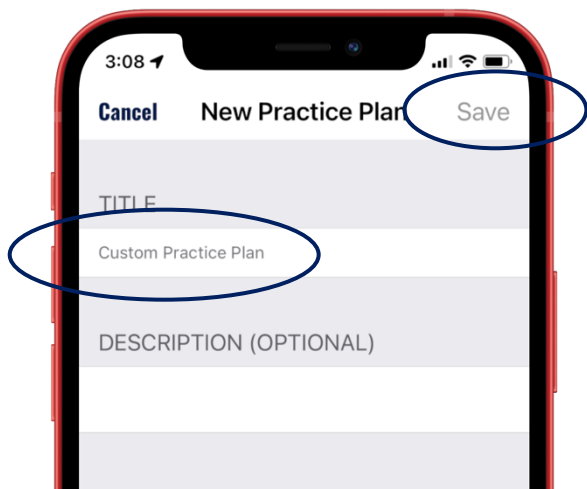 3:08
Cancel New Practice Plan Save
TITLE
Custom Practice Plan
DESCRIPTION (OPTIONAL)